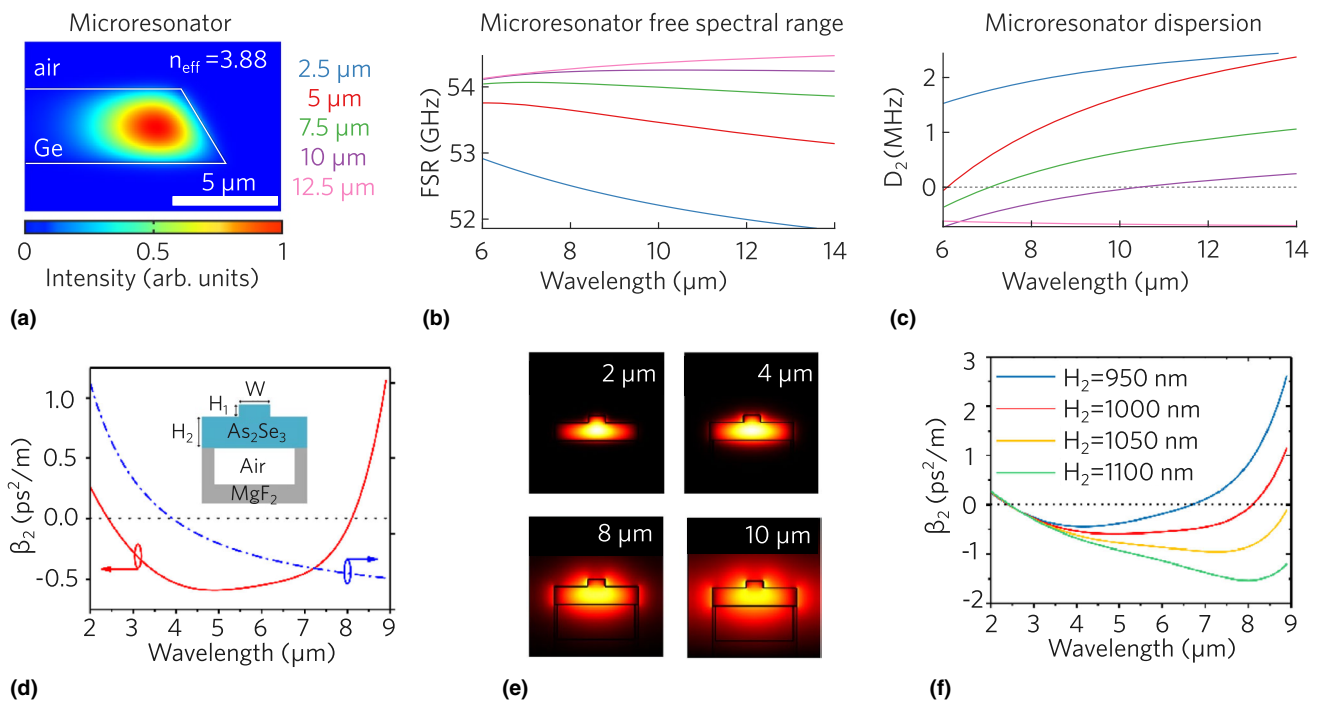 Microresonator
air
n_eff =3.88
Ge
5 µm
0 0.5 1
Intensity (arb. units)
2.5 µm
5 µm
7.5 µm
10 µm
12.5 µm
(a)
Microresonator free spectral range
FSR (GHz)
54
53
52
6 8 10 12 14
Wavelength (µm)
(b)
Microresonator dispersion
D₂(MHz)
2
1
0
6 8 10 12 14
Wavelength (µm)
(c)
β₂ (ps²/m)
1.0
0.5
0.0
-0.5
W
H₁
H₂
As₂Se₃
Air
MgF₂
2 3 4 5 6 7 8 9
Wavelength (µm)
(d)
2 µm
4 µm
8 µm
10 µm
(e)
β₂ (ps²/m)
3
2
1
0
-1
-2
H₂=950 nm
H₂=1000 nm
H₂=1050 nm
H₂=1100 nm
2 3 4 5 6 7 8 9
Wavelength (µm)
(f)